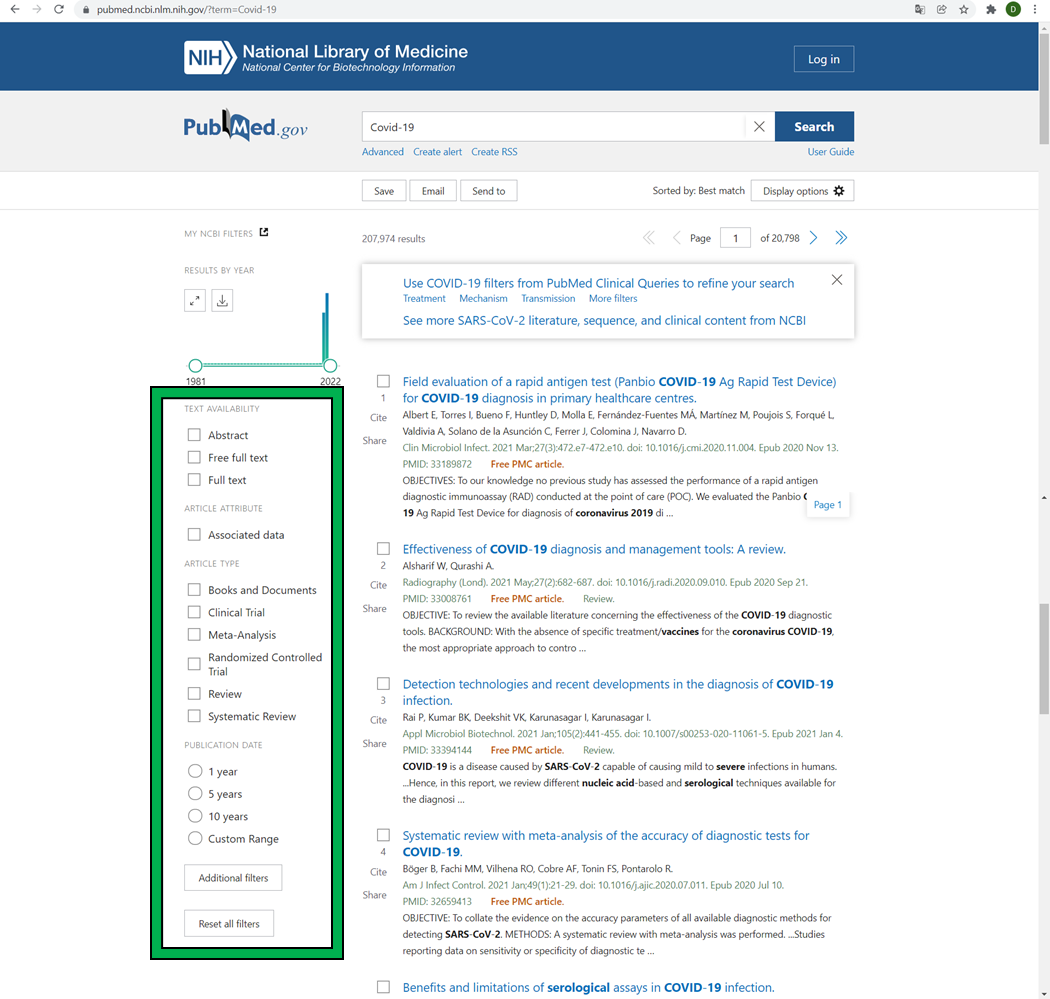 pubmed.ncbi.nlm.nih.gov/?term=Covid-19
D
NIH National Library of Medicine
National Center for Biotechnology Information
Log in
PubMed.gov
Covid-19
Search
Advanced Create alert Create RSS
User Guide
Save Email Send to
Sorted by: Best match Display options
MY NCBI FILTERS
207,974 results
Page 1 of 20,798
RESULTS BY YEAR
1981 2022
TEXT AVAILABILITY
Abstract
Free full text
Full text
ARTICLE ATTRIBUTE
Associated data
ARTICLE TYPE
Books and Documents
Clinical Trial
Meta-Analysis
Randomized Controlled
Trial
Review
Systematic Review
PUBLICATION DATE
1 year
5 years
10 years
Custom Range
Additional filters
Reset all filters
Use COVID-19 filters from PubMed Clinical Queries to refine your search
Treatment Mechanism Transmission More filters
See more SARS-CoV-2 literature, sequence, and clinical content from NCBI
1
Cite
Share
Field evaluation of a rapid antigen test (Panbio COVID-19 Ag Rapid Test Device)
for COVID-19 diagnosis in primary healthcare centres.
Albert E, Torres I, Bueno F, Huntley D, Molla E, Fernández-Fuentes MÁ, Martínez M, Poujois S, Forqué L,
Valdivia A, Solano de la Asunción C, Ferrer J, Colomina J, Navarro D.
Clin Microbiol Infect. 2021 Mar;27(3):472.e7-472.e10. doi: 10.1016/j.cmi.2020.11.004. Epub 2020 Nov 13.
PMID: 33189872 Free PMC article.
OBJECTIVES: To our knowledge no previous study has assessed the performance of a rapid antigen
diagnostic immunoassay (RAD) conducted at the point of care (POC). We evaluated the Panbio
19 Ag Rapid Test Device for diagnosis of coronavirus 2019 di ...
Page 1
2
Cite
Share
Effectiveness of COVID-19 diagnosis and management tools: A review.
Alsharif W, Qurashi A.
Radiography (Lond). 2021 May;27(2):682-687. doi: 10.1016/j.radi.2020.09.010. Epub 2020 Sep 21.
PMID: 33008761 Free PMC article. Review.
OBJECTIVE: To review the available literature concerning the effectiveness of the COVID-19 diagnostic
tools. BACKGROUND: With the absence of specific treatment/vaccines for the coronavirus COVID-19,
the most appropriate approach to contro ...
3
Cite
Share
Detection technologies and recent developments in the diagnosis of COVID-19
infection.
Rai P, Kumar BK, Deekshit VK, Karunasagar I, Karunasagar I.
Appl Microbiol Biotechnol. 2021 Jan;105(2):441-455. doi: 10.1007/s00253-020-11061-5. Epub 2021 Jan 4.
PMID: 33394144 Free PMC article. Review.
COVID-19 is a disease caused by SARS-CoV-2 capable of causing mild to severe infections in humans.
...Hence, in this report, we review different nucleic acid-based and serological techniques available for
the diagnosi ...
4
Cite
Share
Systematic review with meta-analysis of the accuracy of diagnostic tests for
COVID-19.
Böger B, Fachi MM, Vilhena RO, Cobre AF, Tonin FS, Pontarolo R.
Am J Infect Control. 2021 Jan;49(1):21-29. doi: 10.1016/j.ajic.2020.07.011. Epub 2020 Jul 10.
PMID: 32659413 Free PMC article.
OBJECTIVE: To collate the evidence on the accuracy parameters of all available diagnostic methods for
detecting SARS-CoV-2. METHODS: A systematic review with meta-analysis was performed. ...Studies
reporting data on sensitivity or specificity of diagnostic te ...
Benefits and limitations of serological assays in COVID-19 infection.